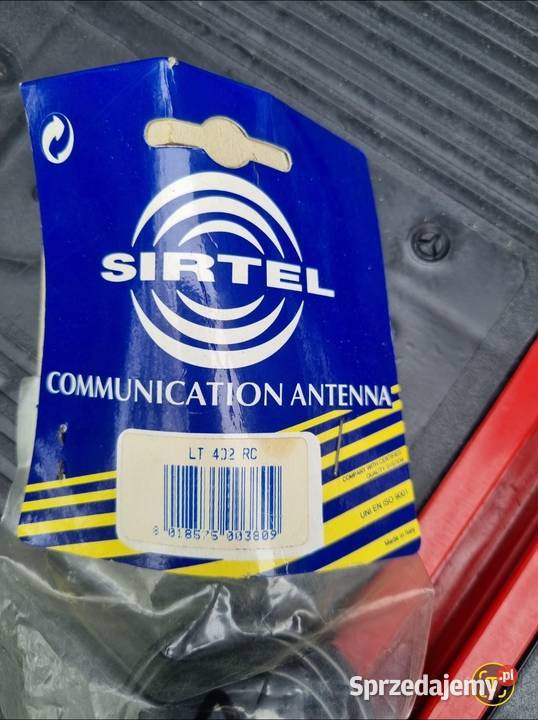 SIRTEL
COMMUNICATION ANTENNA
LT 402 RC
8 018575 003809
COMPANY WITH CERTIFIED
QUALITY SYSTEM
UNI EN ISO 9001
Made in Italy
Sprzedajemy.pl